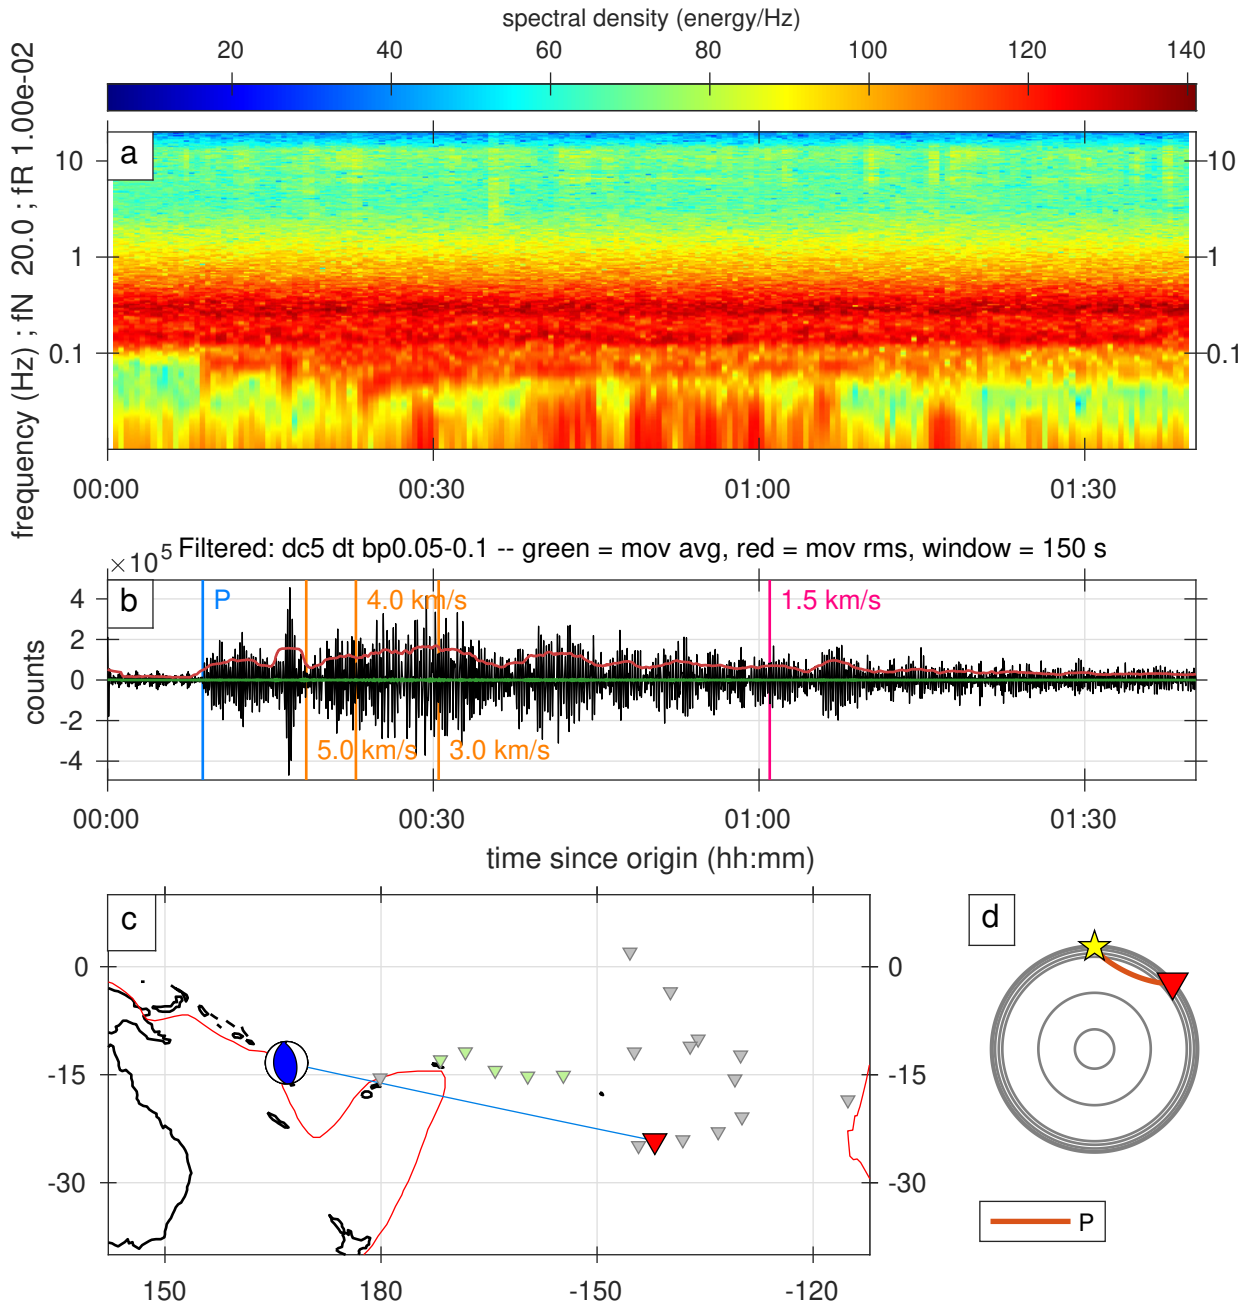 spectral density (energy/Hz)
20 40 60 80 100 120 140
frequency (Hz) ; fN 20.0 ; fR 1.00e-02
a
10 10
1 1
0.1 0.1
00:00 00:30 01:00 01:30
×10^5 Filtered: dc5 dt bp0.05-0.1 -- green = mov avg, red = mov rms, window = 150 s
b
counts
4
2
0
-2
-4
P
4.0 km/s
1.5 km/s
5.0 km/s
3.0 km/s
00:00 00:30 01:00 01:30
time since origin (hh:mm)
c
0 0
-15 -15
-30 -30
150 180 -150 -120
d
P